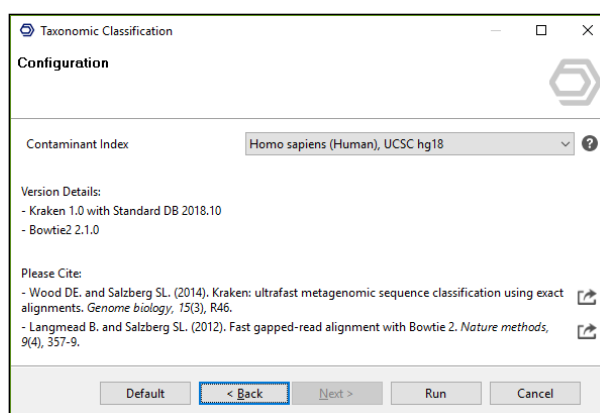 Taxonomic Classification
Configuration
Contaminant Index
Homo sapiens (Human), UCSC hg18
Version Details:
- Kraken 1.0 with Standard DB 2018.10
- Bowtie2 2.1.0
Please Cite:
- Wood DE. and Salzberg SL. (2014). Kraken: ultrafast metagenomic sequence classification using exact
alignments. Genome biology, 15(3), R46.
- Langmead B. and Salzberg SL. (2012). Fast gapped-read alignment with Bowtie 2. Nature methods,
9(4), 357-9.
Default
< Back
Next >
Run
Cancel